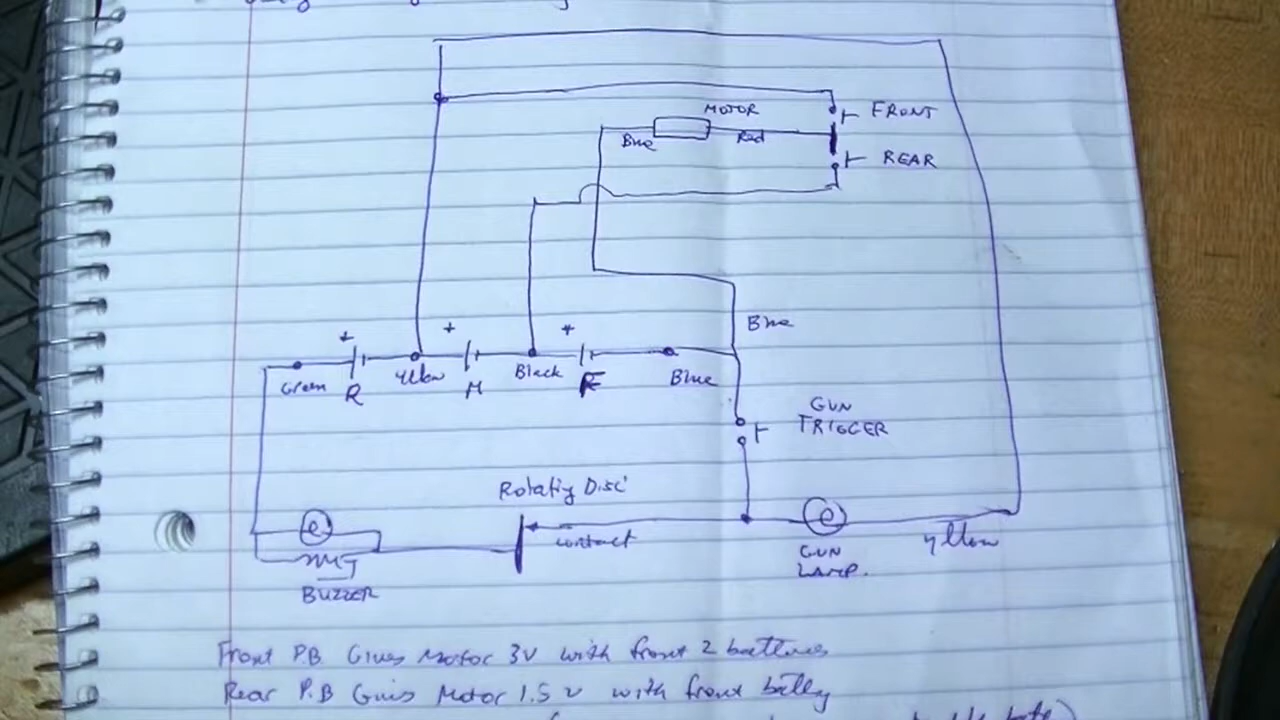 MOTOR
FRONT
Blue
Red
REAR
Blue
+ + +
Green R Yellow M Black F Blue
GUN
TRIGGER
Rotating Disc
contact
yellow
GUN
LAMP.
BUZZER
Front P.B. Gives Motor 3V with front 2 batteries
Rear P.B Gives Motor 1.5 v with front battery